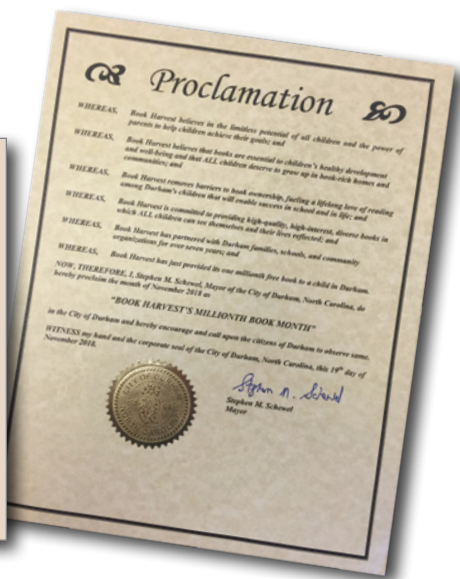 Proclamation
WHEREAS, Book Harvest believes in the limitless potential of all children and the power of
parents to help children achieve their goals; and
WHEREAS, Book Harvest believes that books are essential to children's healthy development
and well-being and that ALL children deserve to grow up in book-rich homes and
communities; and
WHEREAS, Book Harvest removes barriers to book ownership, fueling a lifelong love of reading
among Durham's children that will enable success in school and in life; and
WHEREAS, Book Harvest is committed to providing high-quality, high-interest, diverse books in
which ALL children can see themselves and their lives reflected; and
WHEREAS, Book Harvest has partnered with Durham families, schools, and community
organizations for over seven years; and
WHEREAS, Book Harvest has just provided its one millionth free book to a child in Durham.
NOW, THEREFORE, I, Stephen M. Schewel, Mayor of the City of Durham, North Carolina, do
hereby proclaim the month of November 2018 as
"BOOK HARVEST'S MILLIONTH BOOK MONTH"
in the City of Durham and hereby encourage and call upon the citizens of Durham to observe same.
WITNESS my hand and the corporate seal of the City of Durham, North Carolina, this 19th day of
November 2018.
Stephen M. Schewel
Stephen M. Schewel
Mayor